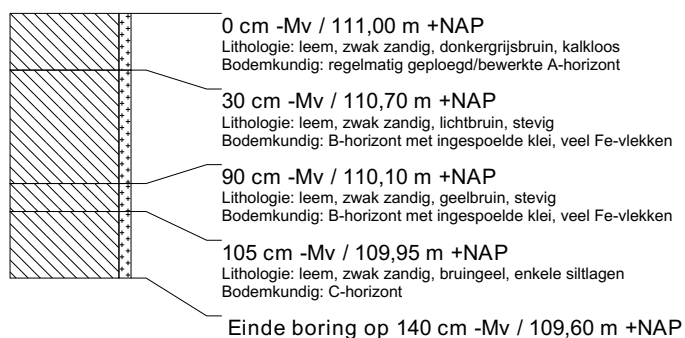 0 cm -Mv / 111,00 m +NAP
Lithologie: leem, zwak zandig, donkergrijsbruin, kalkloos
Bodemkundig: regelmatig geploegd/bewerkte A-horizont
30 cm -Mv / 110,70 m +NAP
Lithologie: leem, zwak zandig, lichtbruin, stevig
Bodemkundig: B-horizont met ingespoelde klei, veel Fe-vlekken
90 cm -Mv / 110,10 m +NAP
Lithologie: leem, zwak zandig, geelbruin, stevig
Bodemkundig: B-horizont met ingespoelde klei, veel Fe-vlekken
105 cm -Mv / 109,95 m +NAP
Lithologie: leem, zwak zandig, bruingeel, enkele siltlagen
Bodemkundig: C-horizont
Einde boring op 140 cm -Mv / 109,60 m +NAP